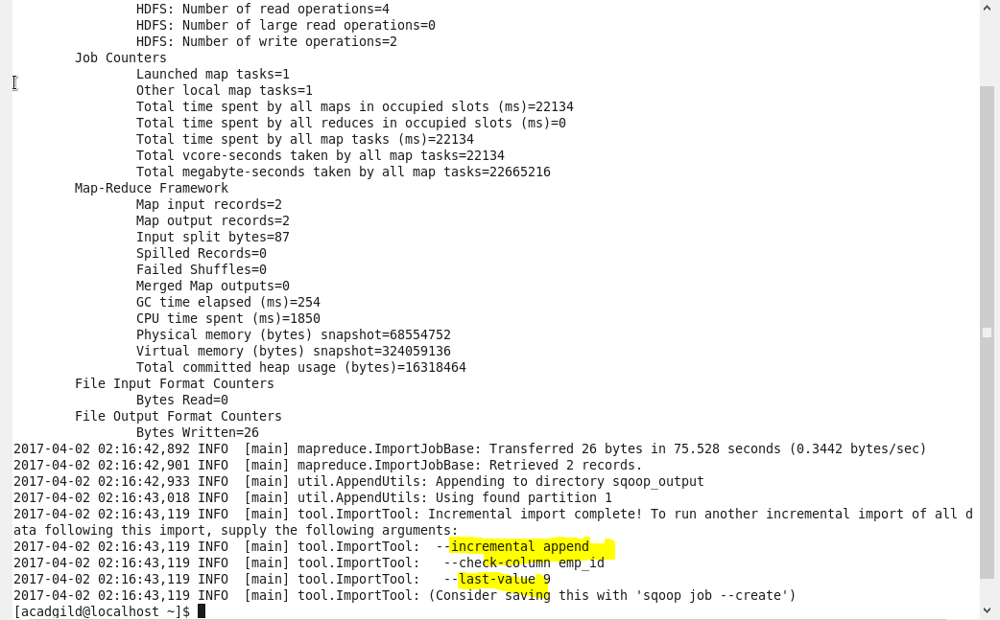 HDFS: Number of read operations=4
HDFS: Number of large read operations=0
HDFS: Number of write operations=2
Job Counters
Launched map tasks=1
Other local map tasks=1
Total time spent by all maps in occupied slots (ms)=22134
Total time spent by all reduces in occupied slots (ms)=0
Total time spent by all map tasks (ms)=22134
Total vcore-seconds taken by all map tasks=22134
Total megabyte-seconds taken by all map tasks=22665216
Map-Reduce Framework
Map input records=2
Map output records=2
Input split bytes=87
Spilled Records=0
Failed Shuffles=0
Merged Map outputs=0
GC time elapsed (ms)=254
CPU time spent (ms)=1850
Physical memory (bytes) snapshot=68554752
Virtual memory (bytes) snapshot=324059136
Total committed heap usage (bytes)=16318464
File Input Format Counters
Bytes Read=0
File Output Format Counters
Bytes Written=26
2017-04-02 02:16:42,892 INFO  [main] mapreduce.ImportJobBase: Transferred 26 bytes in 75.528 seconds (0.3442 bytes/sec)
2017-04-02 02:16:42,901 INFO  [main] mapreduce.ImportJobBase: Retrieved 2 records.
2017-04-02 02:16:42,933 INFO  [main] util.AppendUtils: Appending to directory sqoop_output
2017-04-02 02:16:43,018 INFO  [main] util.AppendUtils: Using found partition 1
2017-04-02 02:16:43,119 INFO  [main] tool.ImportTool: Incremental import complete! To run another incremental import of all d
ata following this import, supply the following arguments:
2017-04-02 02:16:43,119 INFO  [main] tool.ImportTool:  --incremental append
2017-04-02 02:16:43,119 INFO  [main] tool.ImportTool:   --check-column emp_id
2017-04-02 02:16:43,119 INFO  [main] tool.ImportTool:   --last-value 9
2017-04-02 02:16:43,119 INFO  [main] tool.ImportTool: (Consider saving this with 'sqoop job --create')
[acadgild@localhost ~]$